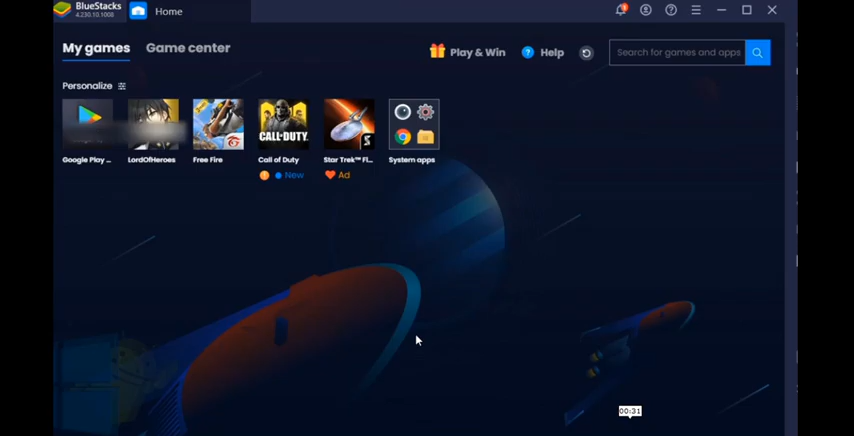 BlueStacks
4.230.10.1008
Home
My games
Game center
Play & Win
Help
Search for games and apps
Personalize
Google Play ...
LordOfHeroes
Free Fire
Call of Duty
Star Trek™ Fl...
System apps
CALL·DUTY
New
Ad
00:31